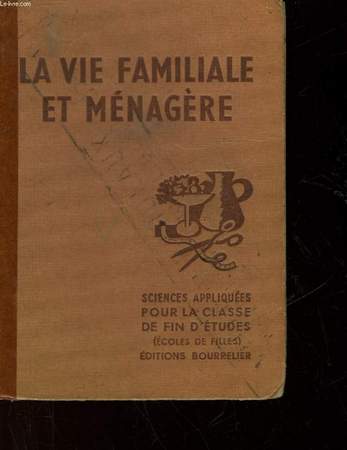 Le-livre.com
LA VIE FAMILIALE
ET MÉNAGÈRE
SCIENCES APPLIQUÉES
POUR LA CLASSE
DE FIN D'ÉTUDES
(ÉCOLES DE FILLES)
ÉDITIONS BOURRELIER